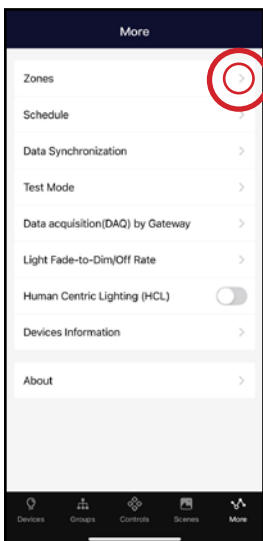 More
Zones
Schedule
Data Synchronization
Test Mode
Data acquisition(DAQ) by Gateway
Light Fade-to-Dim/Off Rate
Human Centric Lighting (HCL)
Devices Information
About
Devices Groups Controls Scenes More